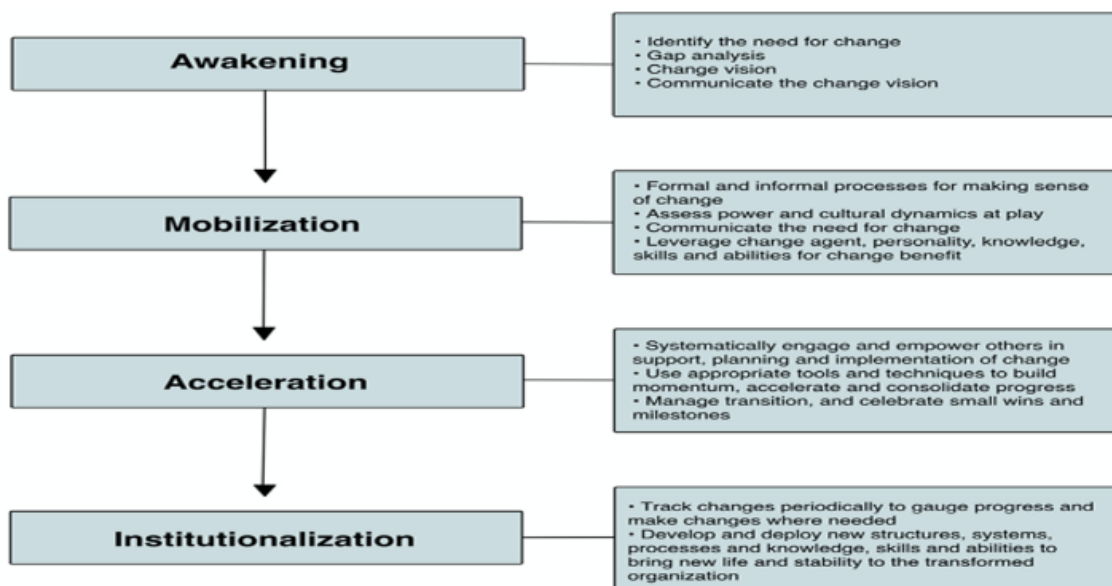 Awakening
• Identify the need for change
• Gap analysis
• Change vision
• Communicate the change vision
Mobilization
• Formal and informal processes for making sense
of change
• Assess power and cultural dynamics at play
• Communicate the need for change
• Leverage change agent, personality, knowledge,
skills and abilities for change benefit
Acceleration
• Systematically engage and empower others in
support, planning and implementation of change
• Use appropriate tools and techniques to build
momentum, accelerate and consolidate progress
• Manage transition, and celebrate small wins and
milestones
Institutionalization
• Track changes periodically to gauge progress and
make changes where needed
• Develop and deploy new structures, systems,
processes and knowledge, skills and abilities to
bring new life and stability to the transformed
organization